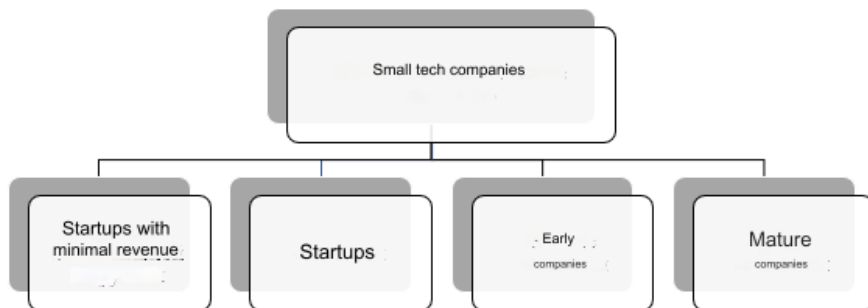 Small tech companies
Startups with
minimal revenue
Startups
Early
companies
Mature
companies